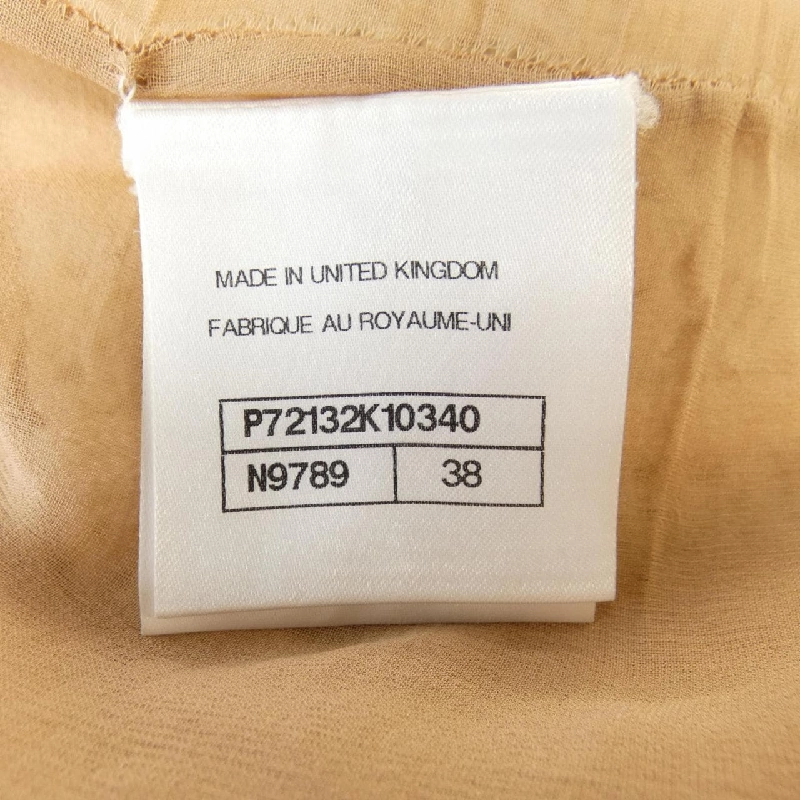 MADE IN UNITED KINGDOM
FABRIQUE AU ROYAUME-UNI
P72132K10340
N9789 38